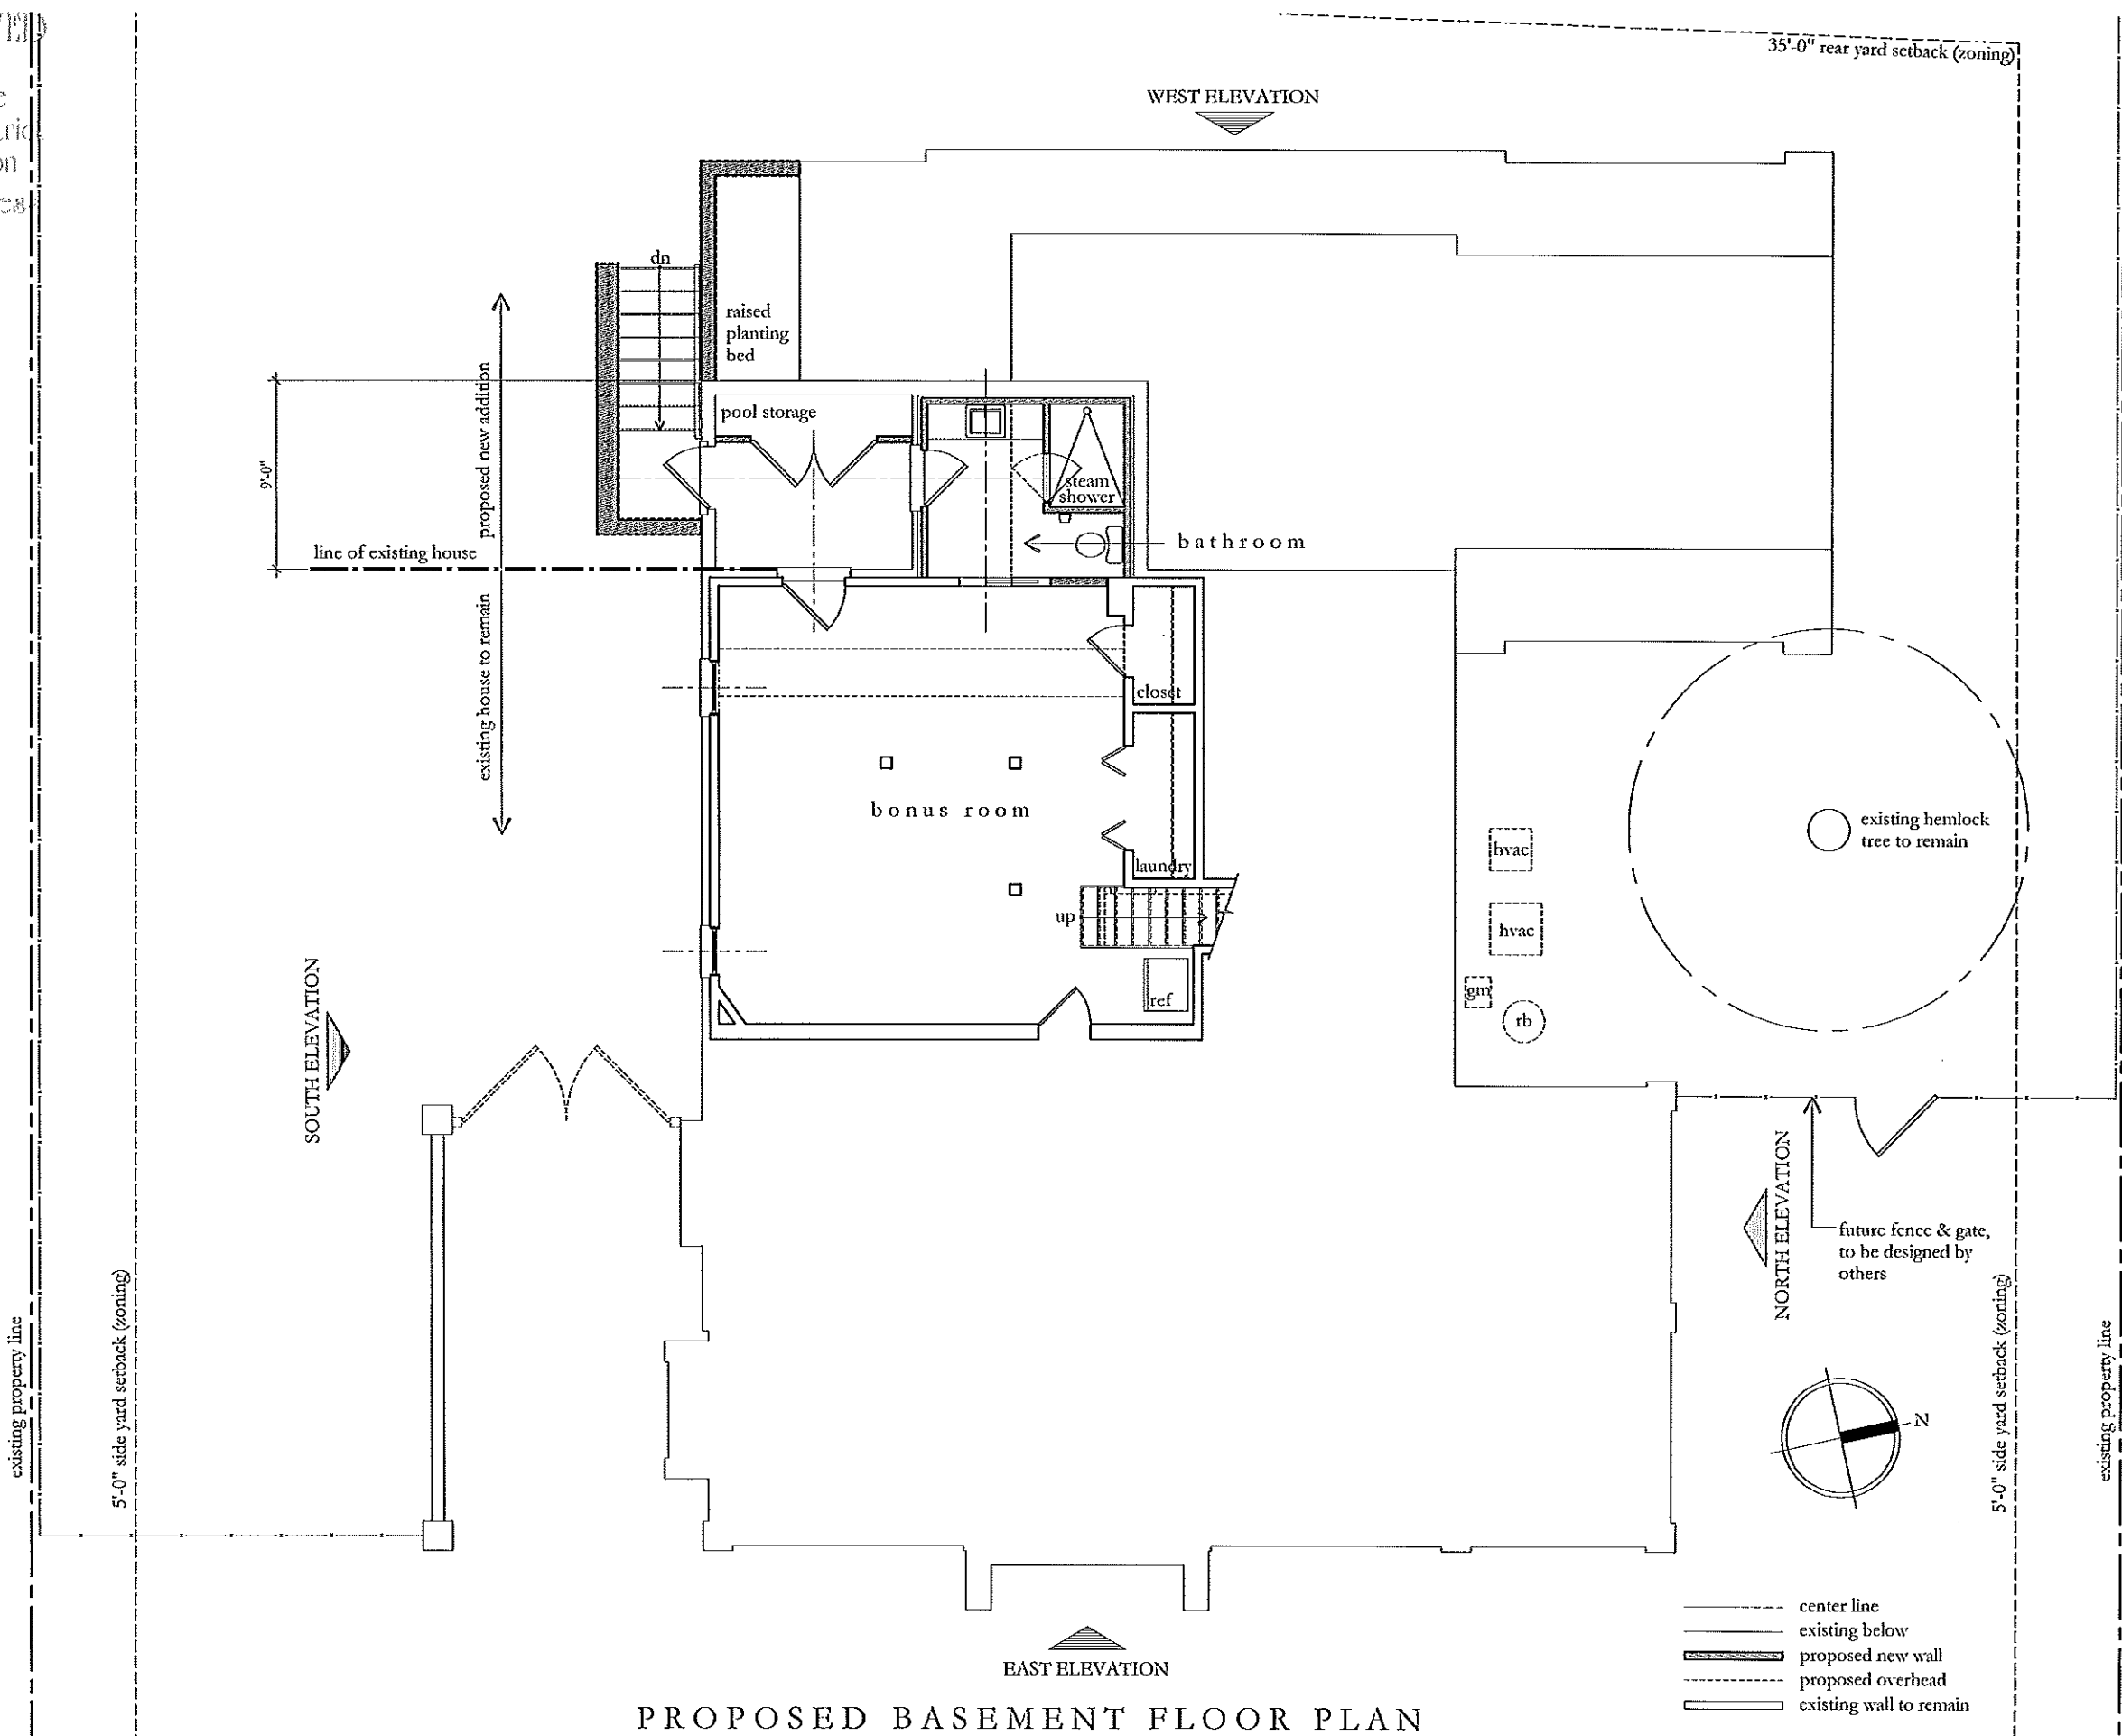 35'-0" rear yard setback (zoning)
WEST ELEVATION
dn
raised
planting
bed
proposed new addition
9'-0"
pool storage
steam
shower
bathroom
line of existing house
existing house to remain
closet
bonus room
laundry
up
ref
hvac
hvac
gm
rb
existing hemlock
tree to remain
SOUTH ELEVATION
NORTH ELEVATION
future fence & gate,
to be designed by
others
existing property line
5'-0" side yard setback (zoning)
5'-0" side yard setback (zoning)
existing property line
N
EAST ELEVATION
center line
existing below
proposed new wall
proposed overhead
existing wall to remain
PROPOSED BASEMENT FLOOR PLAN